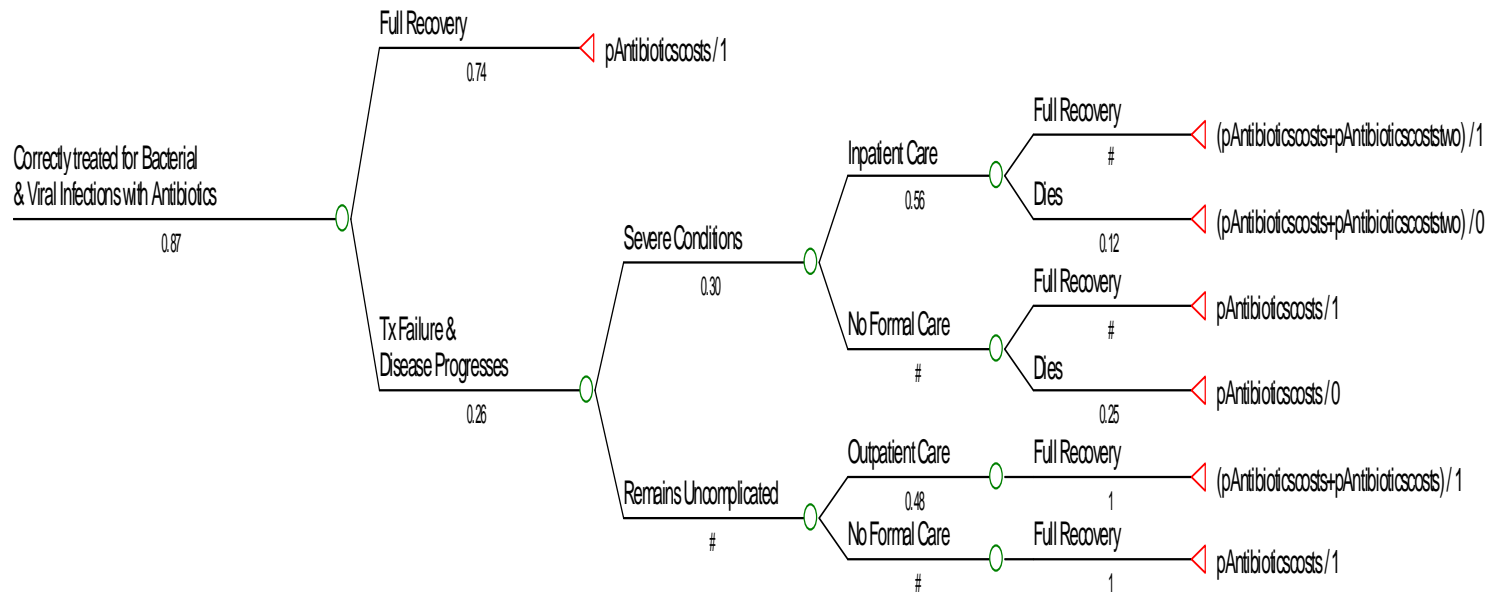 Full Recovery
0.74
pAntibioticscosts / 1
Correctly treated for Bacterial
& Viral Infections with Antibiotics
0.87
Tx Failure &
Disease Progresses
0.26
Severe Conditions
0.30
Inpatient Care
0.56
Full Recovery
#
(pAntibioticscosts+pAntibioticscoststwo) / 1
Dies
0.12
(pAntibioticscosts+pAntibioticscoststwo) / 0
No Formal Care
#
Full Recovery
#
pAntibioticscosts / 1
Dies
0.25
pAntibioticscosts / 0
Remains Uncomplicated
#
Outpatient Care
0.48
Full Recovery
1
(pAntibioticscosts+pAntibioticscosts) / 1
No Formal Care
#
Full Recovery
1
pAntibioticscosts / 1